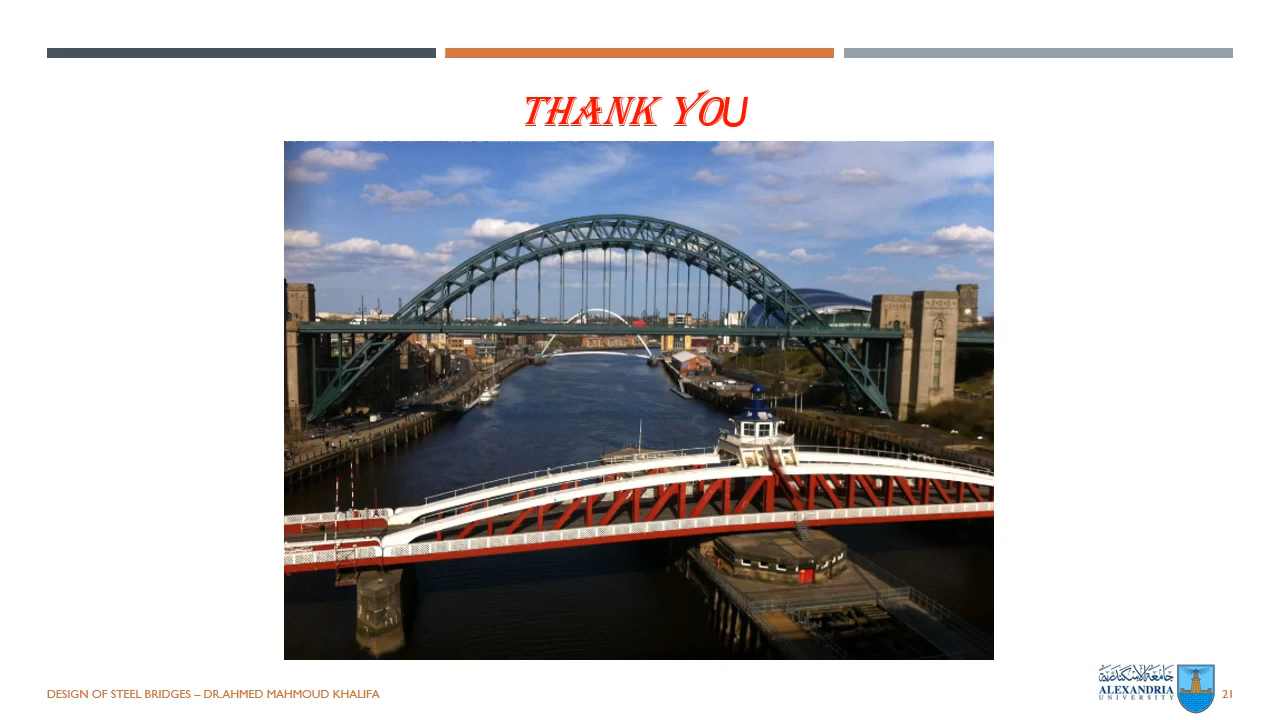 THANK YOU
DESIGN OF STEEL BRIDGES – DR.AHMED MAHMOUD KHALIFA
جامعة الإسكندرية
ALEXANDRIA
UNIVERSITY
21